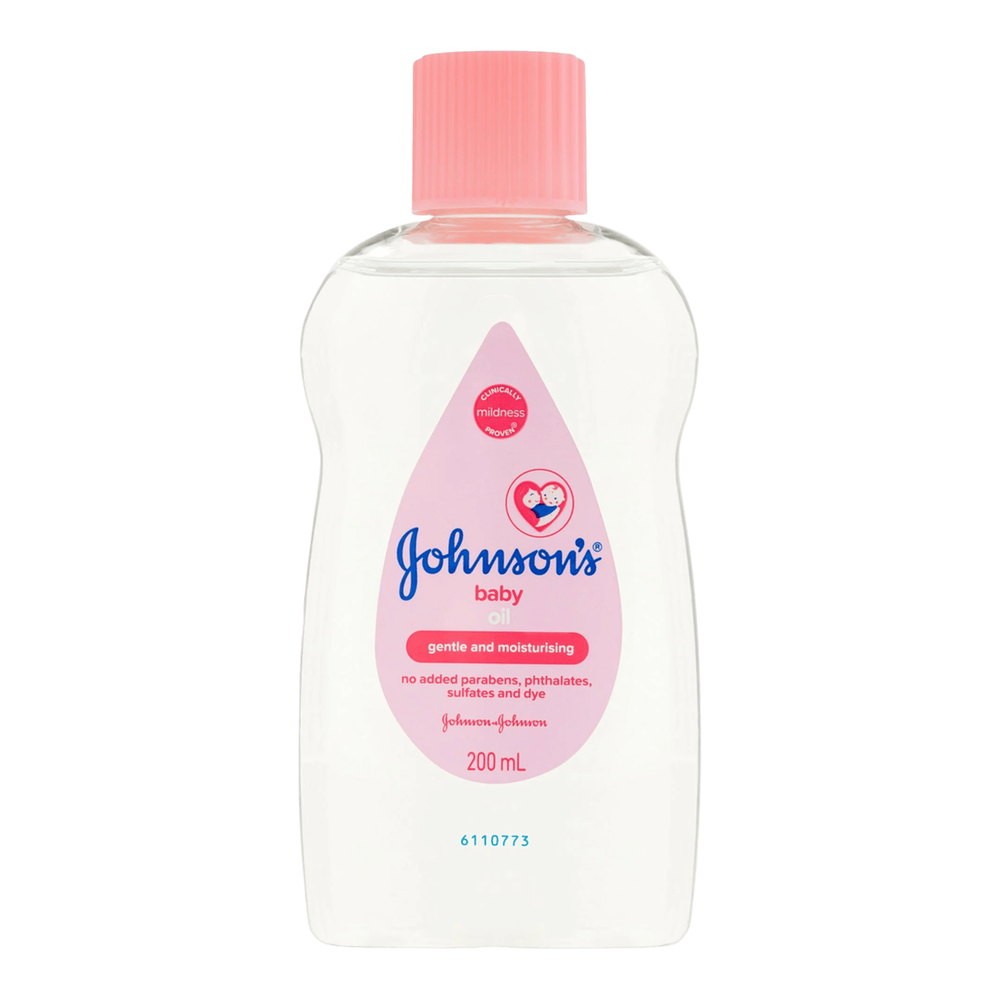 CLINICALLY
mildness
PROVEN®
Johnson's®
baby
oil
gentle and moisturising
no added parabens, phthalates,
sulfates and dye
Johnson & Johnson
200 mL
6110773